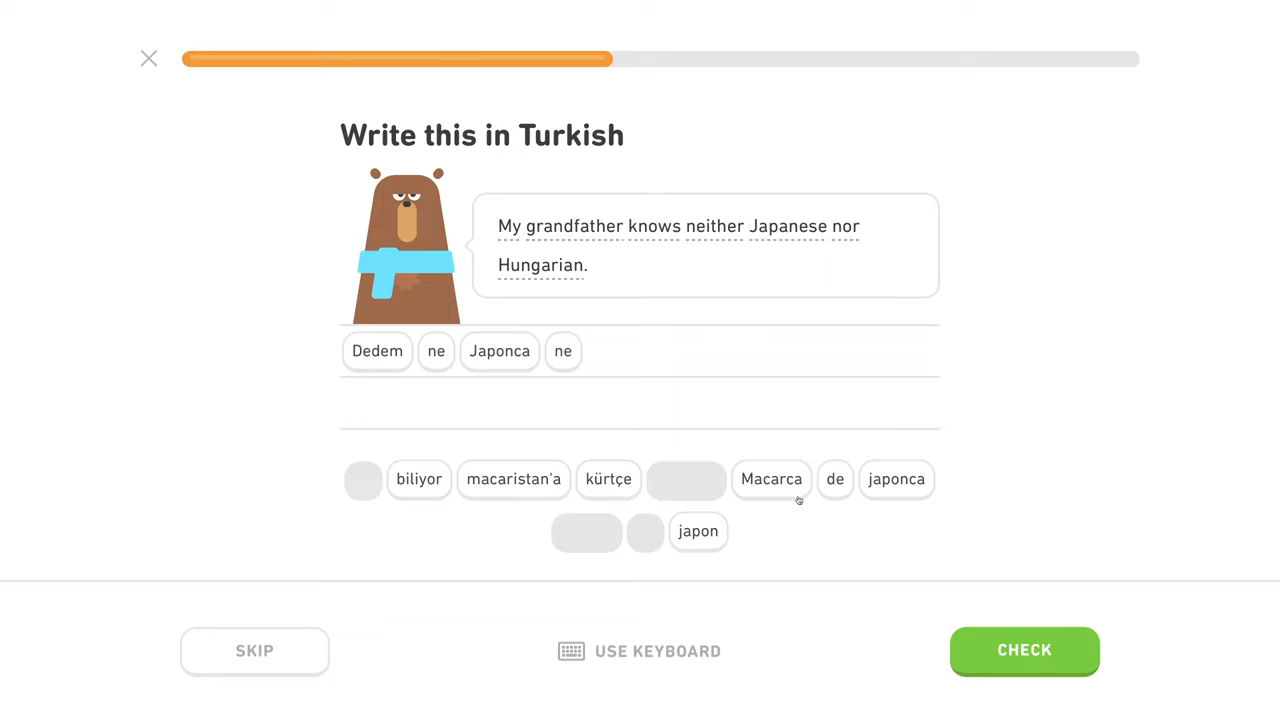 Write this in Turkish
My grandfather knows neither Japanese nor
Hungarian.
Dedem ne Japonca ne
biliyor macaristan'a kürtçe Macarca de japonca
japon
SKIP USE KEYBOARD CHECK